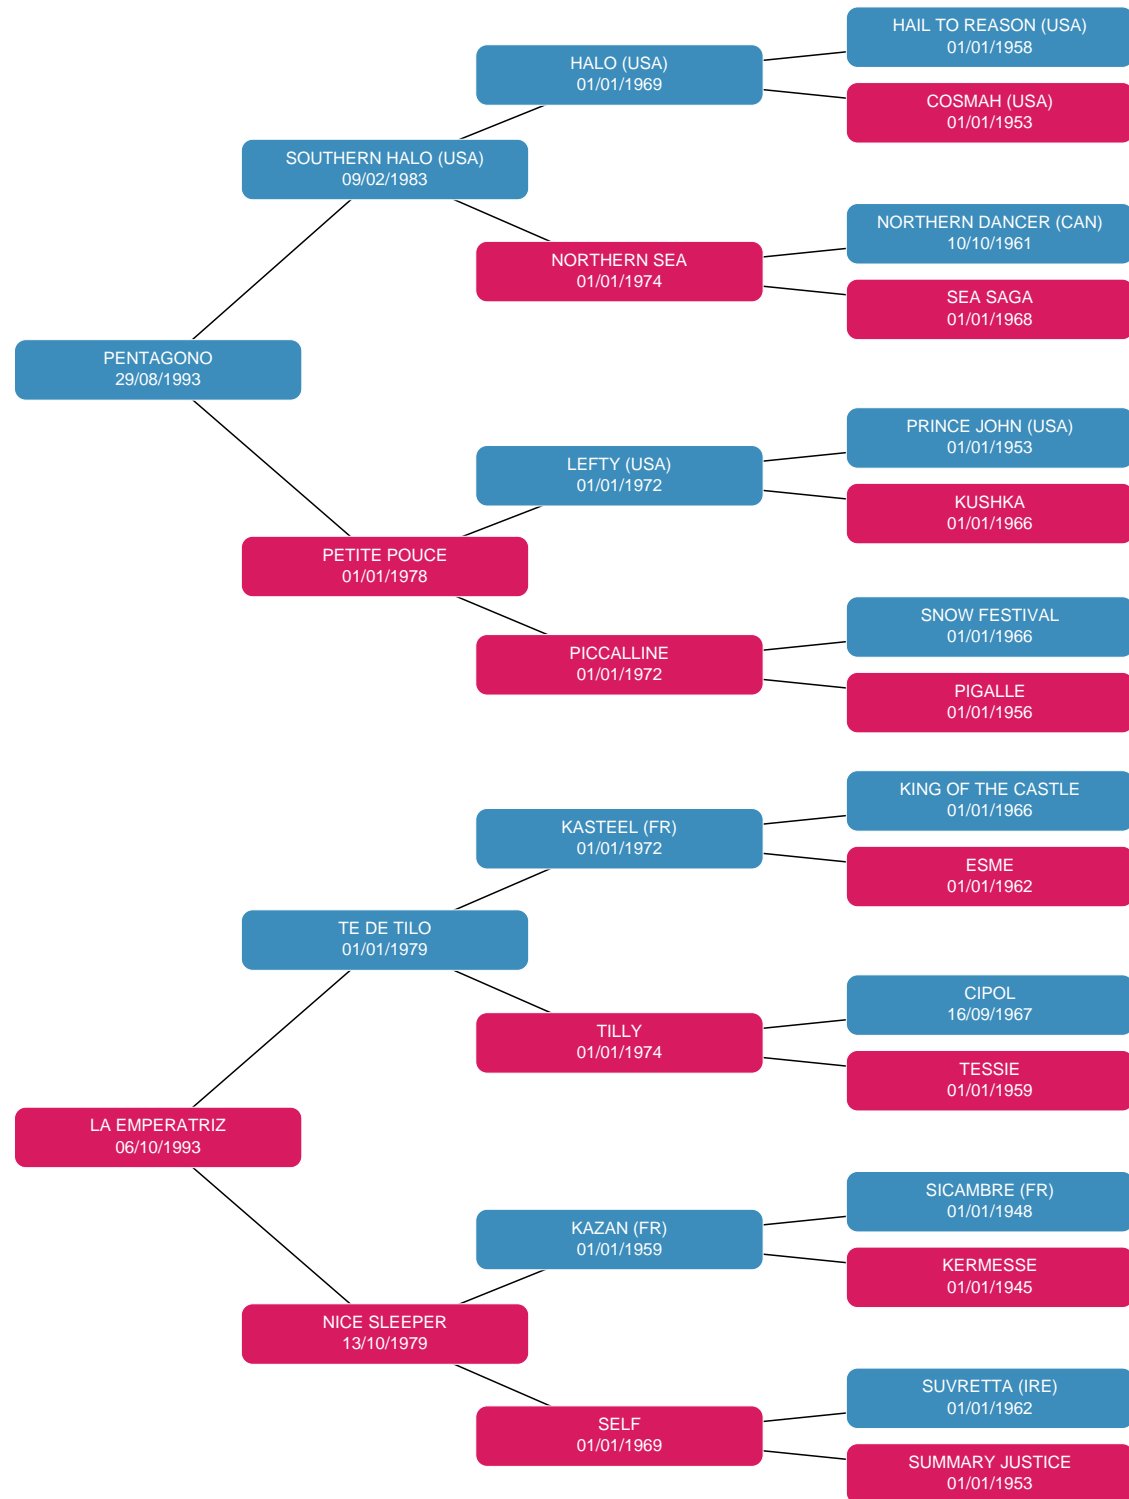 HAIL TO REASON (USA)
01/01/1958
HALO (USA)
01/01/1969
COSMAH (USA)
01/01/1953
SOUTHERN HALO (USA)
09/02/1983
NORTHERN DANCER (CAN)
10/10/1961
NORTHERN SEA
01/01/1974
SEA SAGA
01/01/1968
PENTAGONO
29/08/1993
PRINCE JOHN (USA)
01/01/1953
LEFTY (USA)
01/01/1972
KUSHKA
01/01/1966
PETITE POUCE
01/01/1978
SNOW FESTIVAL
01/01/1966
PICCALLINE
01/01/1972
PIGALLE
01/01/1956
KING OF THE CASTLE
01/01/1966
KASTEEL (FR)
01/01/1972
ESME
01/01/1962
TE DE TILO
01/01/1979
CIPOL
16/09/1967
TILLY
01/01/1974
TESSIE
01/01/1959
LA EMPERATRIZ
06/10/1993
SICAMBRE (FR)
01/01/1948
KAZAN (FR)
01/01/1959
KERMESSE
01/01/1945
NICE SLEEPER
13/10/1979
SUVRETTA (IRE)
01/01/1962
SELF
01/01/1969
SUMMARY JUSTICE
01/01/1953